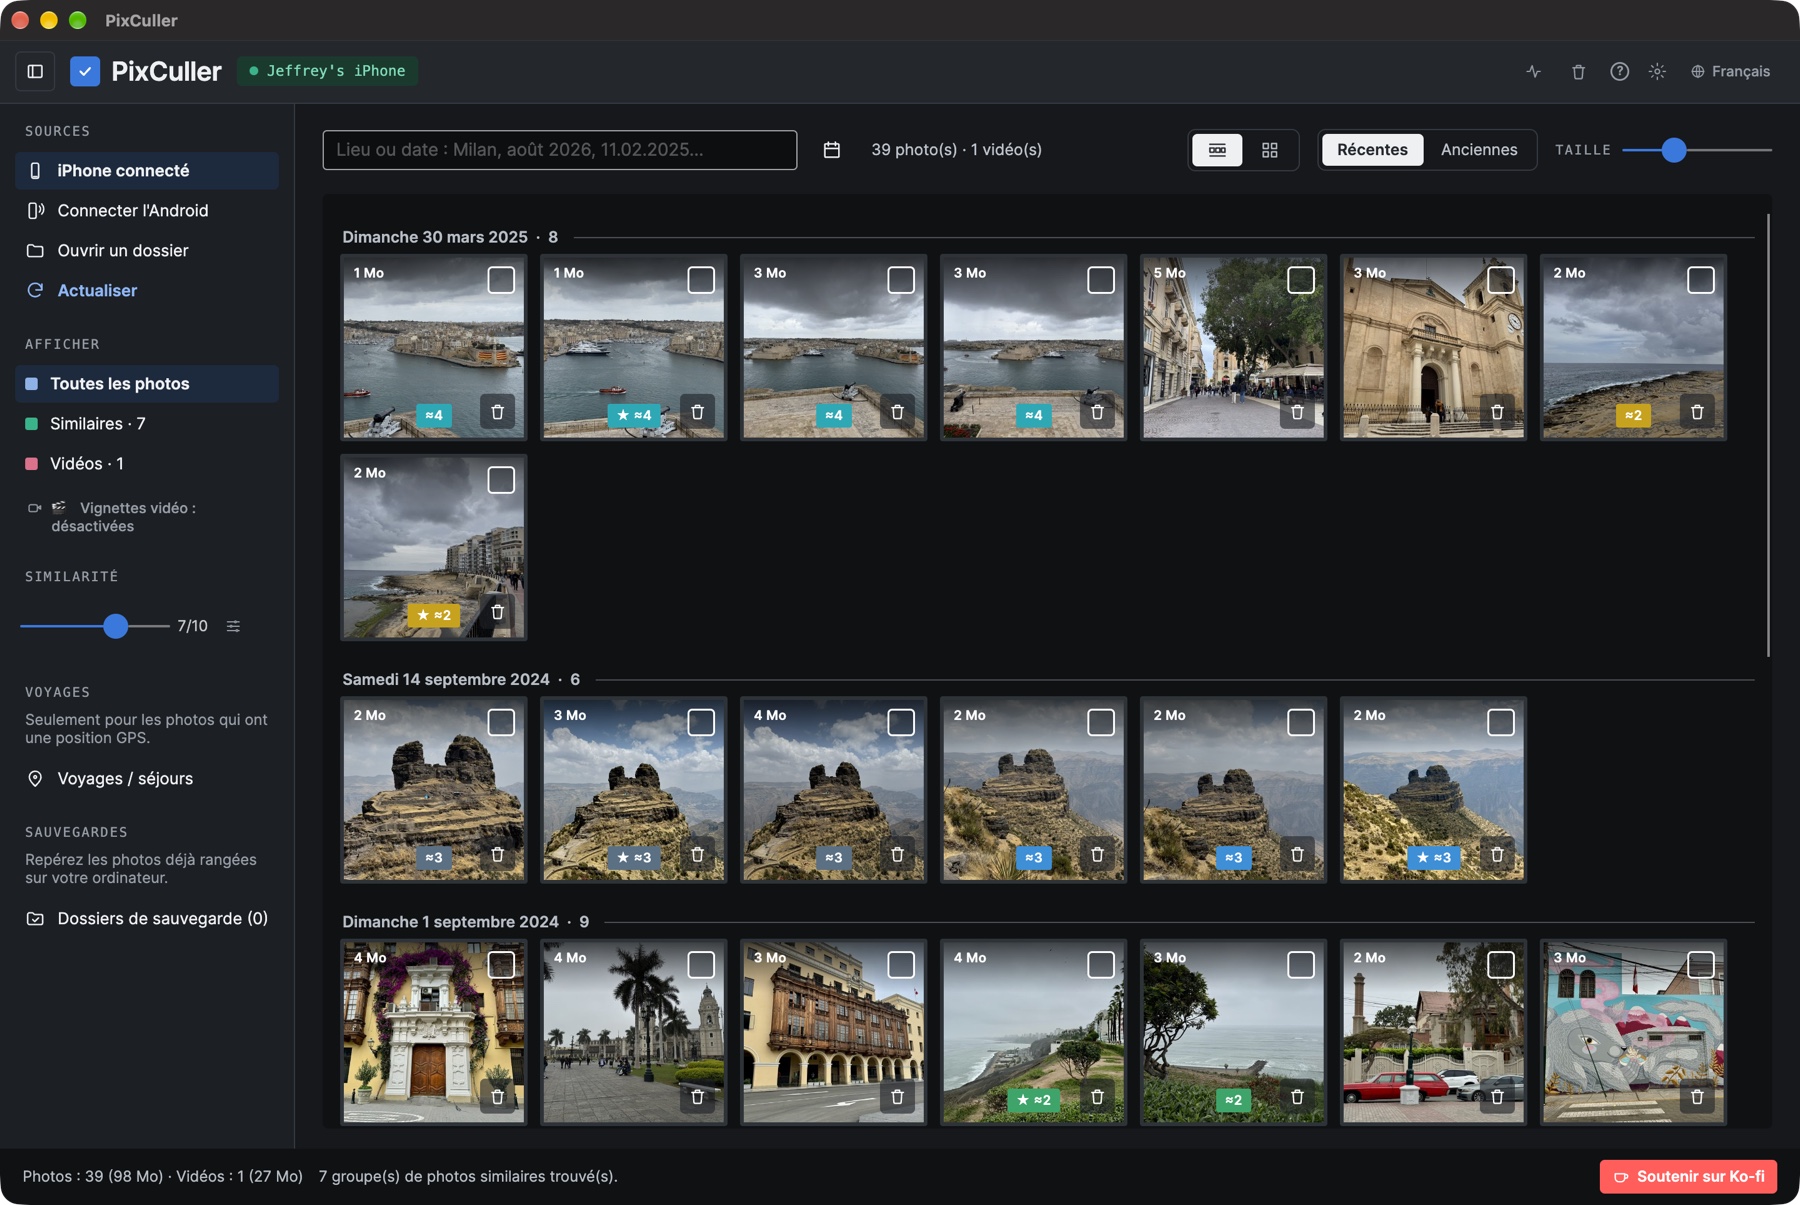 PixCuller
PixCuller
Jeffrey's iPhone
Français
SOURCES
iPhone connecté
Connecter l'Android
Ouvrir un dossier
Actualiser
AFFICHER
Toutes les photos
Similaires · 7
Vidéos · 1
Vignettes vidéo :
désactivées
SIMILARITÉ
7/10
VOYAGES
Seulement pour les photos qui ont
une position GPS.
Voyages / séjours
SAUVEGARDES
Repérez les photos déjà rangées
sur votre ordinateur.
Dossiers de sauvegarde (0)
Lieu ou date : Milan, août 2026, 11.02.2025...
39 photo(s) · 1 vidéo(s)
Récentes
Anciennes
TAILLE
Dimanche 30 mars 2025 · 8
1 Mo
1 Mo
3 Mo
3 Mo
5 Mo
3 Mo
2 Mo
≈4
★ ≈4
≈4
≈4
≈2
2 Mo
★ ≈2
Samedi 14 septembre 2024 · 6
2 Mo
3 Mo
4 Mo
2 Mo
2 Mo
2 Mo
≈3
★ ≈3
≈3
≈3
≈3
★ ≈3
Dimanche 1 septembre 2024 · 9
4 Mo
4 Mo
3 Mo
4 Mo
3 Mo
2 Mo
3 Mo
★ ≈2
≈2
Photos : 39 (98 Mo) · Vidéos : 1 (27 Mo)
7 groupe(s) de photos similaires trouvé(s).
Soutenir sur Ko-fi